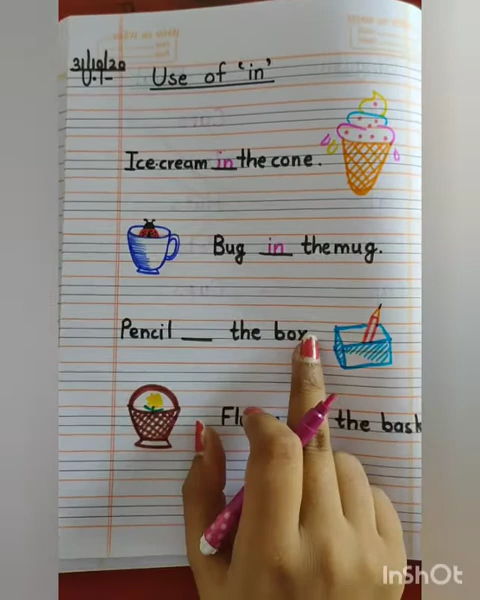 31/10/20
Use of 'in'
Ice-cream in the cone.
Bug in the mug.
Pencil __ the box
the bask
InShOt